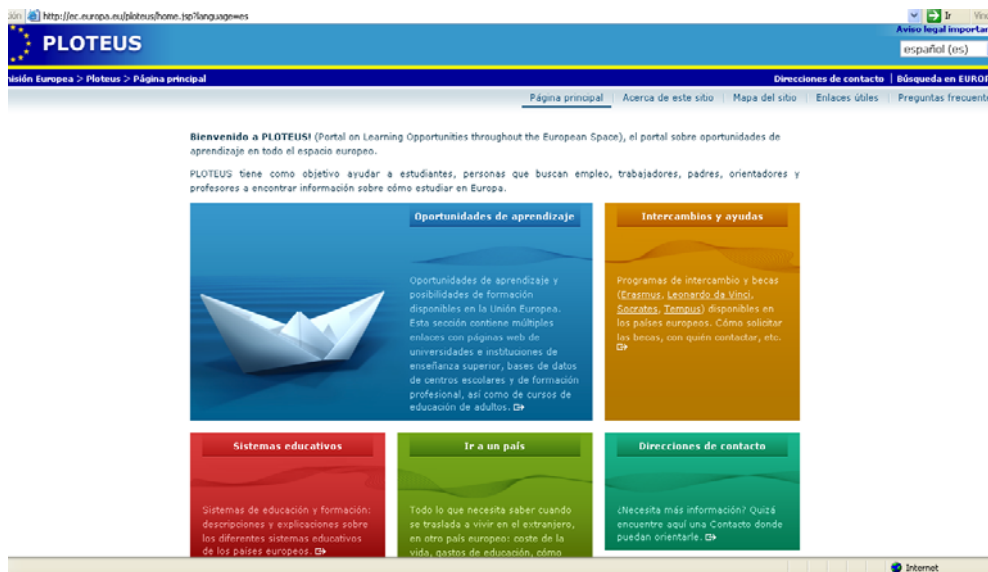 ión http://ec.europa.eu/ploteus/home.jsp?language=es Ir
Aviso legal importan
PLOTEUS
español (es)
misión Europea > Ploteus > Página principal Direcciones de contacto | Búsqueda en EUROP
Página principal | Acerca de este sitio | Mapa del sitio | Enlaces útiles | Preguntas frecuente
Bienvenido a PLOTEUS! (Portal on Learning Opportunities throughout the European Space), el portal sobre oportunidades de
aprendizaje en todo el espacio europeo.
PLOTEUS tiene como objetivo ayudar a estudiantes, personas que buscan empleo, trabajadores, padres, orientadores y
profesores a encontrar información sobre cómo estudiar en Europa.
Oportunidades de aprendizaje
Oportunidades de aprendizaje y
posibilidades de formación
disponibles en la Unión Europea.
Esta sección contiene múltiples
enlaces con páginas web de
universidades e instituciones de
enseñanza superior, bases de datos
de centros escolares y de formación
profesional, así como de cursos de
educación de adultos.
Intercambios y ayudas
Programas de intercambio y becas
(Erasmus, Leonardo da Vinci,
Socrates, Tempus) disponibles en
los países europeos. Cómo solicitar
las becas, con quién contactar, etc.
Sistemas educativos
Sistemas de educación y formación:
descripciones y explicaciones sobre
los diferentes sistemas educativos
de los países europeos.
Ir a un país
Todo lo que necesita saber cuando
se traslada a vivir en el extranjero,
en otro país europeo: coste de la
vida, gastos de educación, cómo
Direcciones de contacto
¿Necesita más información? Quizá
encuentre aquí una Contacto donde
puedan orientarle.
Internet